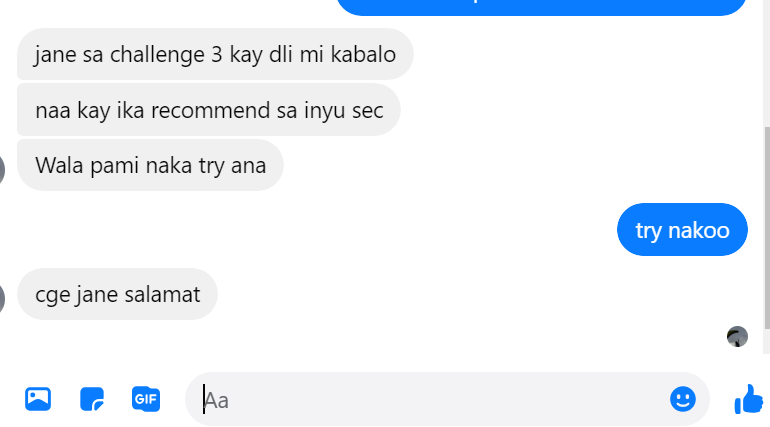 jane sa challenge 3 kay dli mi kabalo
naa kay ika recommend sa inyu sec
Wala pami naka try ana
try nakoo
cge jane salamat
GIF
Aa